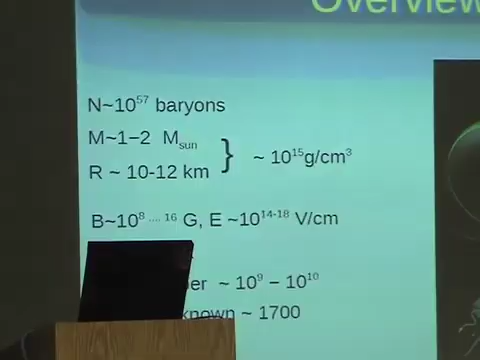 Overview
N~10^57 baryons
M~1−2 M_sun
} ~ 10^15 g/cm^3
R ~ 10-12 km
B~10^8 .... 16 G, E ~10^14-18 V/cm
~ 10^9 − 10^10
~ 1700